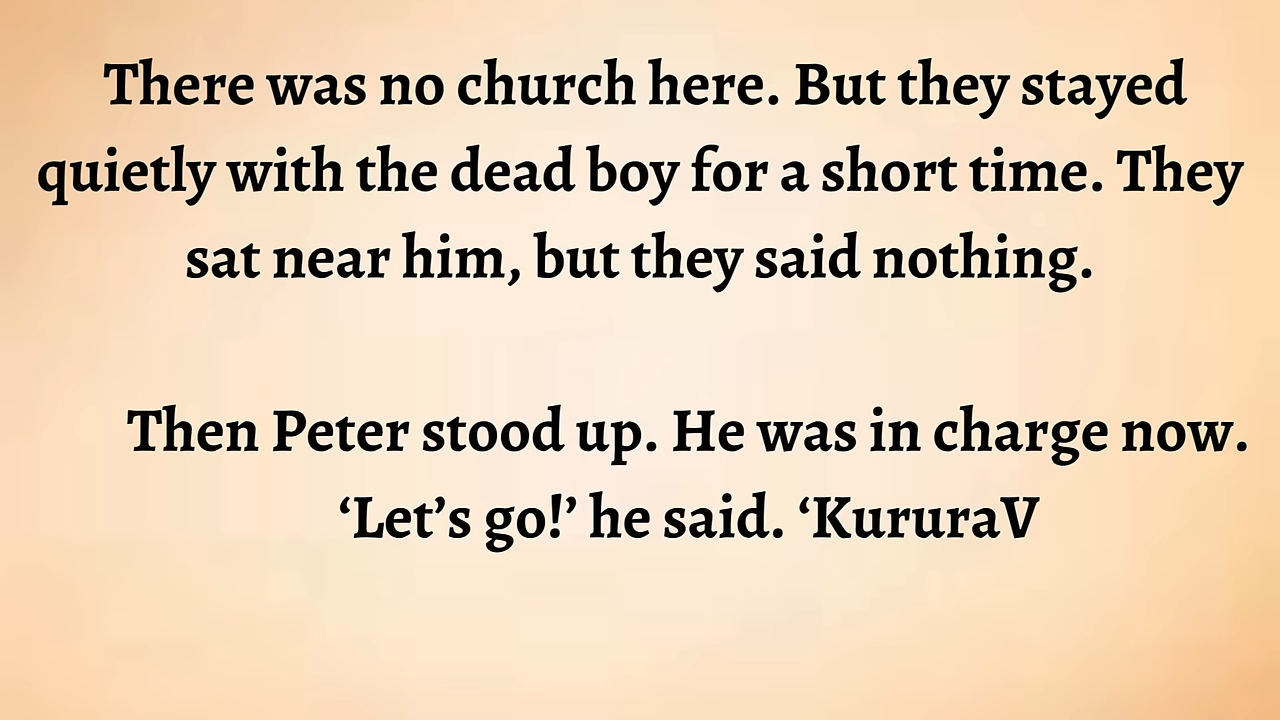 There was no church here. But they stayed
quietly with the dead boy for a short time. They
sat near him, but they said nothing.
Then Peter stood up. He was in charge now.
‘Let’s go!’ he said. ‘KururaV